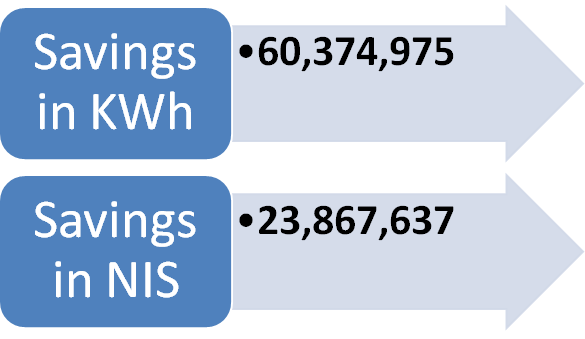 Savings
in KWh
•60,374,975
Savings
in NIS
•23,867,637